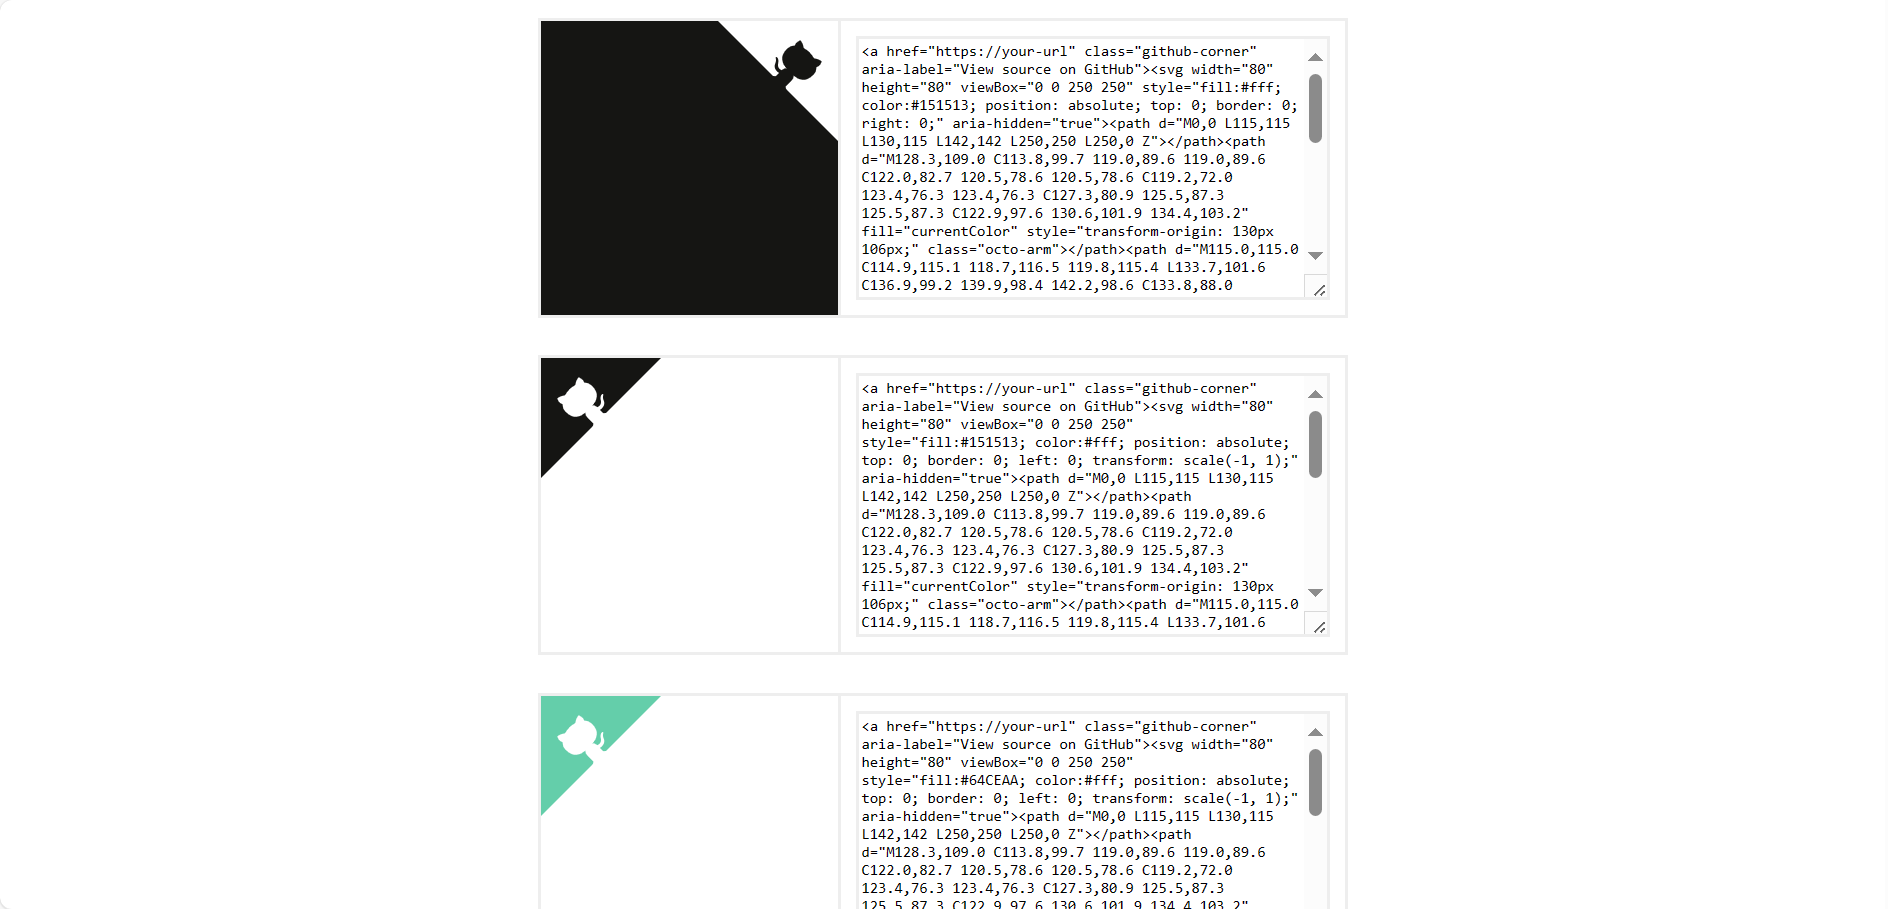 <a href="https://your-url" class="github-corner"
aria-label="View source on GitHub"><svg width="80"
height="80" viewBox="0 0 250 250" style="fill:#fff;
color:#151513; position: absolute; top: 0; border: 0;
right: 0;" aria-hidden="true"><path d="M0,0 L115,115
L130,115 L142,142 L250,250 L250,0 Z"></path><path
d="M128.3,109.0 C113.8,99.7 119.0,89.6 119.0,89.6
C122.0,82.7 120.5,78.6 120.5,78.6 C119.2,72.0
123.4,76.3 123.4,76.3 C127.3,80.9 125.5,87.3
125.5,87.3 C122.9,97.6 130.6,101.9 134.4,103.2"
fill="currentColor" style="transform-origin: 130px
106px;" class="octo-arm"></path><path d="M115.0,115.0
C114.9,115.1 118.7,116.5 119.8,115.4 L133.7,101.6
C136.9,99.2 139.9,98.4 142.2,98.6 C133.8,88.0
<a href="https://your-url" class="github-corner"
aria-label="View source on GitHub"><svg width="80"
height="80" viewBox="0 0 250 250"
style="fill:#151513; color:#fff; position: absolute;
top: 0; border: 0; left: 0; transform: scale(-1, 1);"
aria-hidden="true"><path d="M0,0 L115,115 L130,115
L142,142 L250,250 L250,0 Z"></path><path
d="M128.3,109.0 C113.8,99.7 119.0,89.6 119.0,89.6
C122.0,82.7 120.5,78.6 120.5,78.6 C119.2,72.0
123.4,76.3 123.4,76.3 C127.3,80.9 125.5,87.3
125.5,87.3 C122.9,97.6 130.6,101.9 134.4,103.2"
fill="currentColor" style="transform-origin: 130px
106px;" class="octo-arm"></path><path d="M115.0,115.0
C114.9,115.1 118.7,116.5 119.8,115.4 L133.7,101.6
<a href="https://your-url" class="github-corner"
aria-label="View source on GitHub"><svg width="80"
height="80" viewBox="0 0 250 250"
style="fill:#64CEAA; color:#fff; position: absolute;
top: 0; border: 0; left: 0; transform: scale(-1, 1);"
aria-hidden="true"><path d="M0,0 L115,115 L130,115
L142,142 L250,250 L250,0 Z"></path><path
d="M128.3,109.0 C113.8,99.7 119.0,89.6 119.0,89.6
C122.0,82.7 120.5,78.6 120.5,78.6 C119.2,72.0
123.4,76.3 123.4,76.3 C127.3,80.9 125.5,87.3
125.5,87.3 C122.9,97.6 130.6,101.9 134.4,103.2"